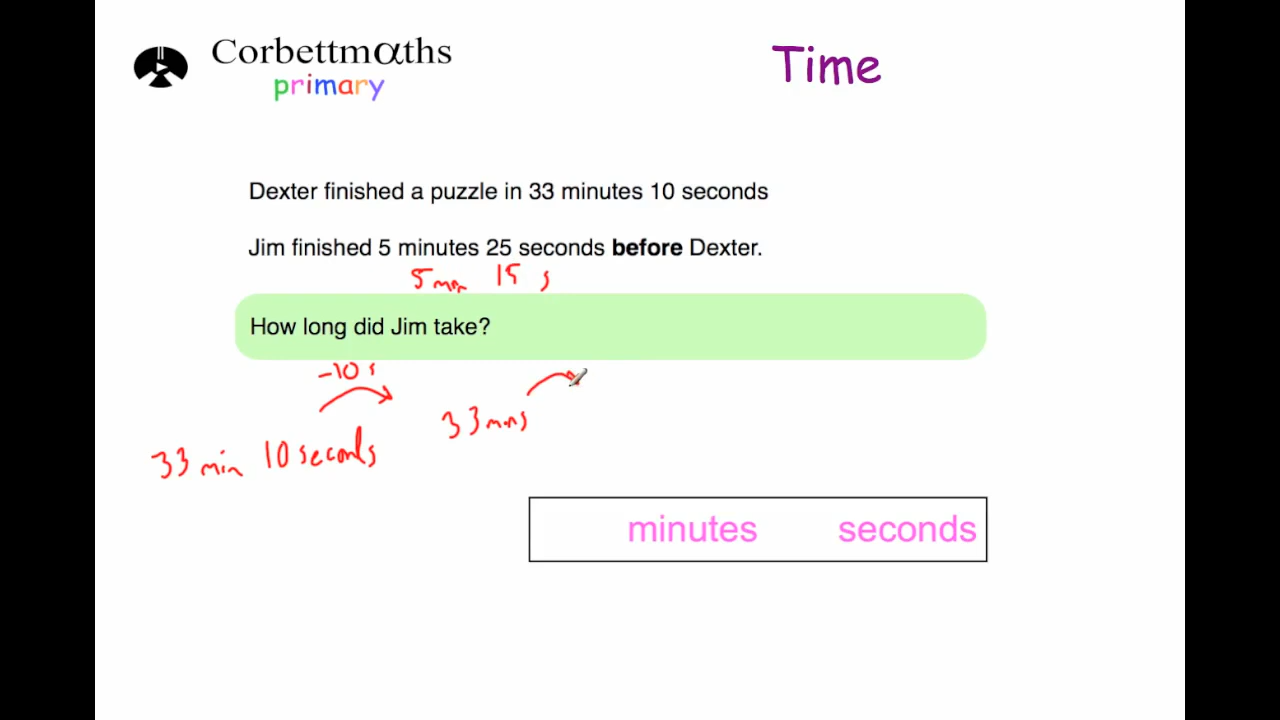 Corbettmαths
primary
Time
Dexter finished a puzzle in 33 minutes 10 seconds
Jim finished 5 minutes 25 seconds before Dexter.
5 min 15 s
How long did Jim take?
-10 s
33 mins
33 min 10 seconds
minutes seconds